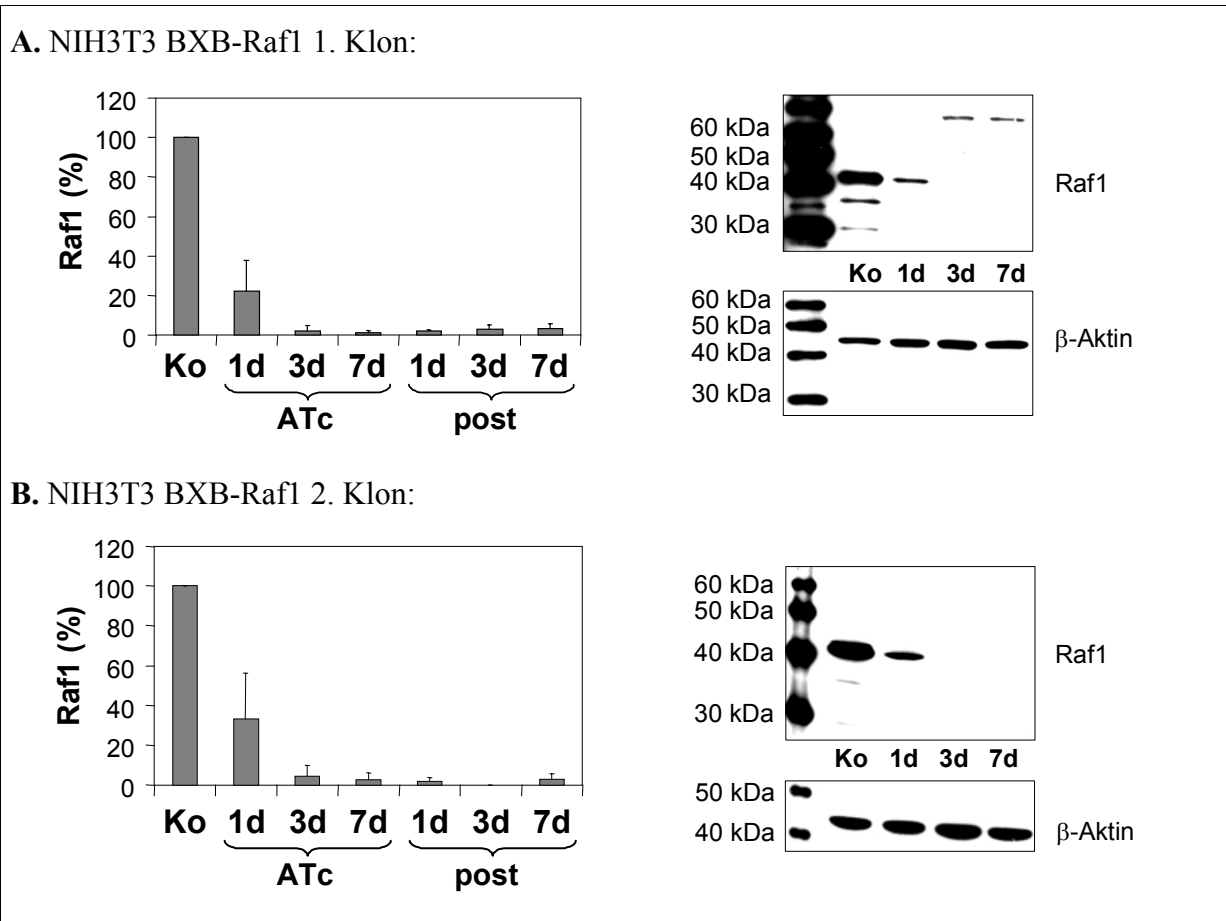 A. NIH3T3 BXB-Raf1 1. Klon:
Raf1 (%)
120
100
80
60
40
20
0
Ko 1d 3d 7d 1d 3d 7d
ATc post
60 kDa
50 kDa
40 kDa
30 kDa
Raf1
Ko 1d 3d 7d
60 kDa
50 kDa
40 kDa
30 kDa
β-Aktin
B. NIH3T3 BXB-Raf1 2. Klon:
Raf1 (%)
120
100
80
60
40
20
0
Ko 1d 3d 7d 1d 3d 7d
ATc post
60 kDa
50 kDa
40 kDa
30 kDa
Raf1
Ko 1d 3d 7d
50 kDa
40 kDa
β-Aktin